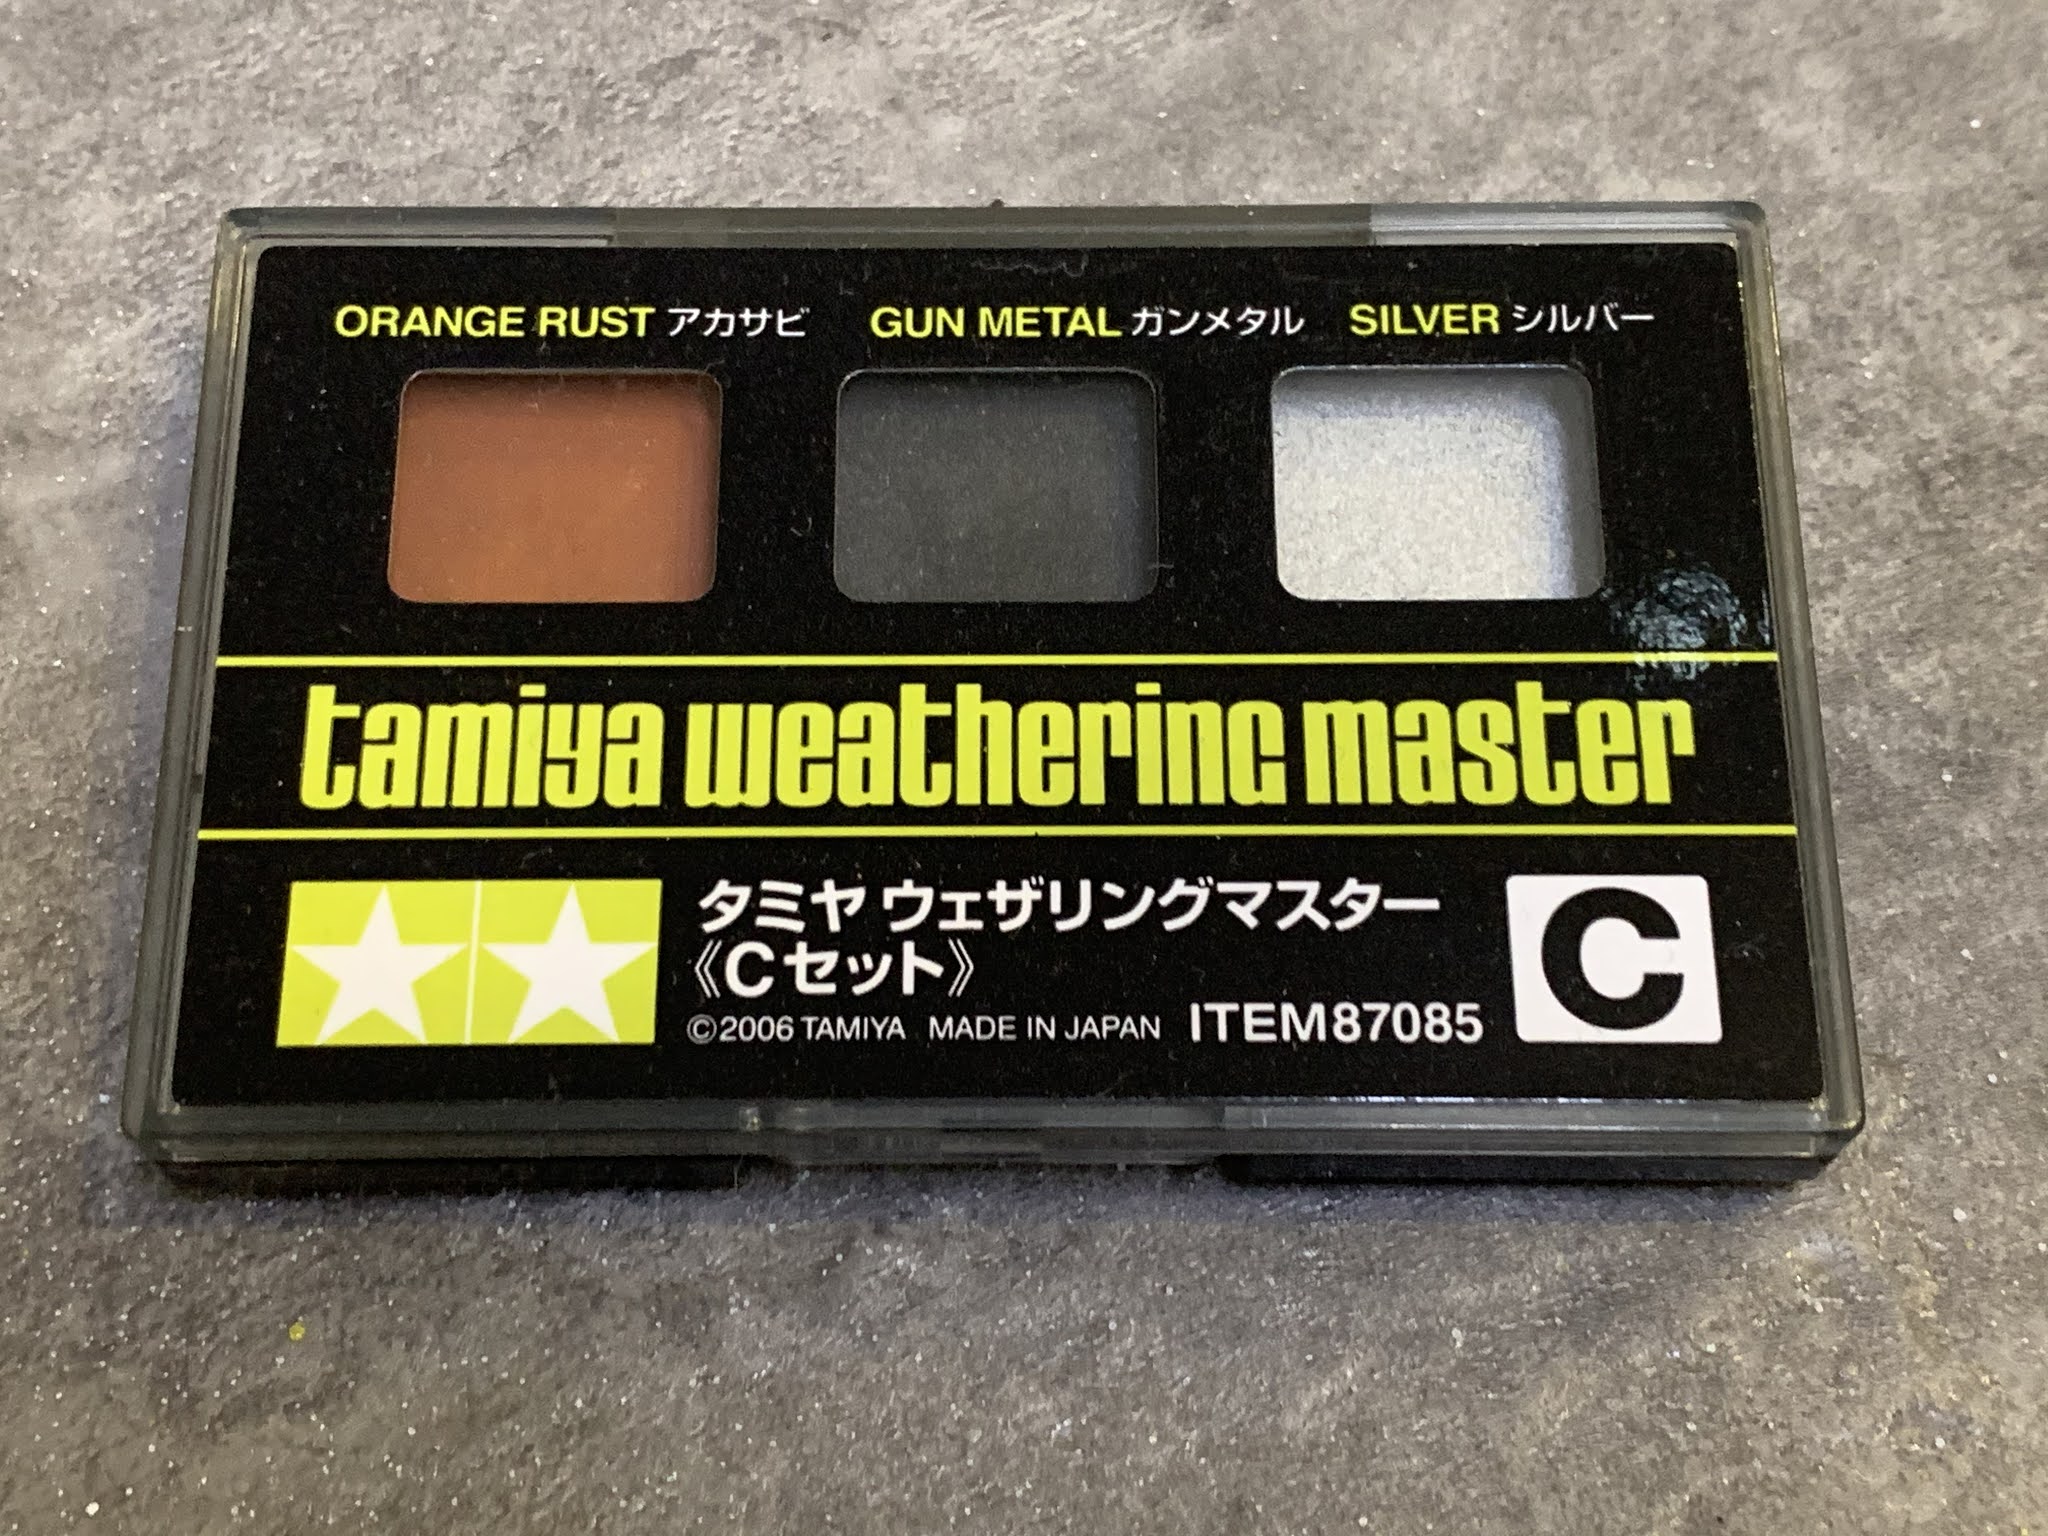 ORANGE RUST アカサビ GUN METAL ガンメタル SILVER シルバー
tamiya weathering master
タミヤ ウェザリングマスター
《Cセット》
©2006 TAMIYA MADE IN JAPAN ITEM87085
C